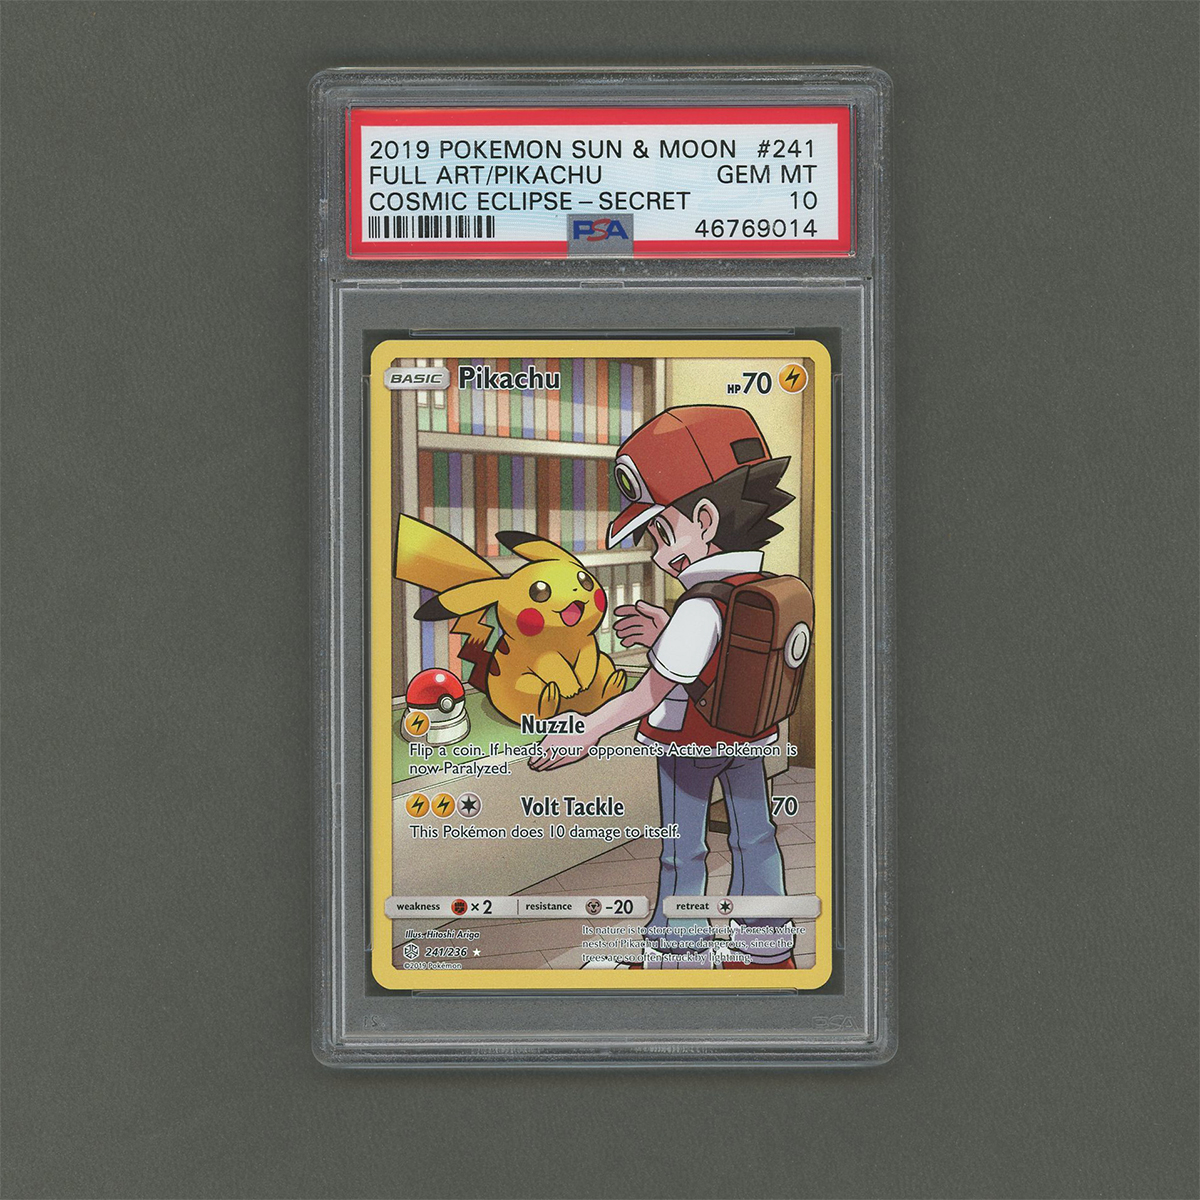 2019 POKEMON SUN & MOON #241
FULL ART/PIKACHU GEM MT
COSMIC ECLIPSE – SECRET 10
PSA 46769014
BASIC Pikachu HP 70
Nuzzle
Flip a coin. If heads, your opponent's Active Pokémon is
now Paralyzed.
Volt Tackle 70
This Pokémon does 10 damage to itself.
weakness ×2 resistance -20 retreat
Illus. Hitoshi Ariga
241/236
©2019 Pokémon
Its nature is to store up electricity. Forests where
nests of Pikachu live are dangerous, since the
trees are so often struck by lightning.
PSA